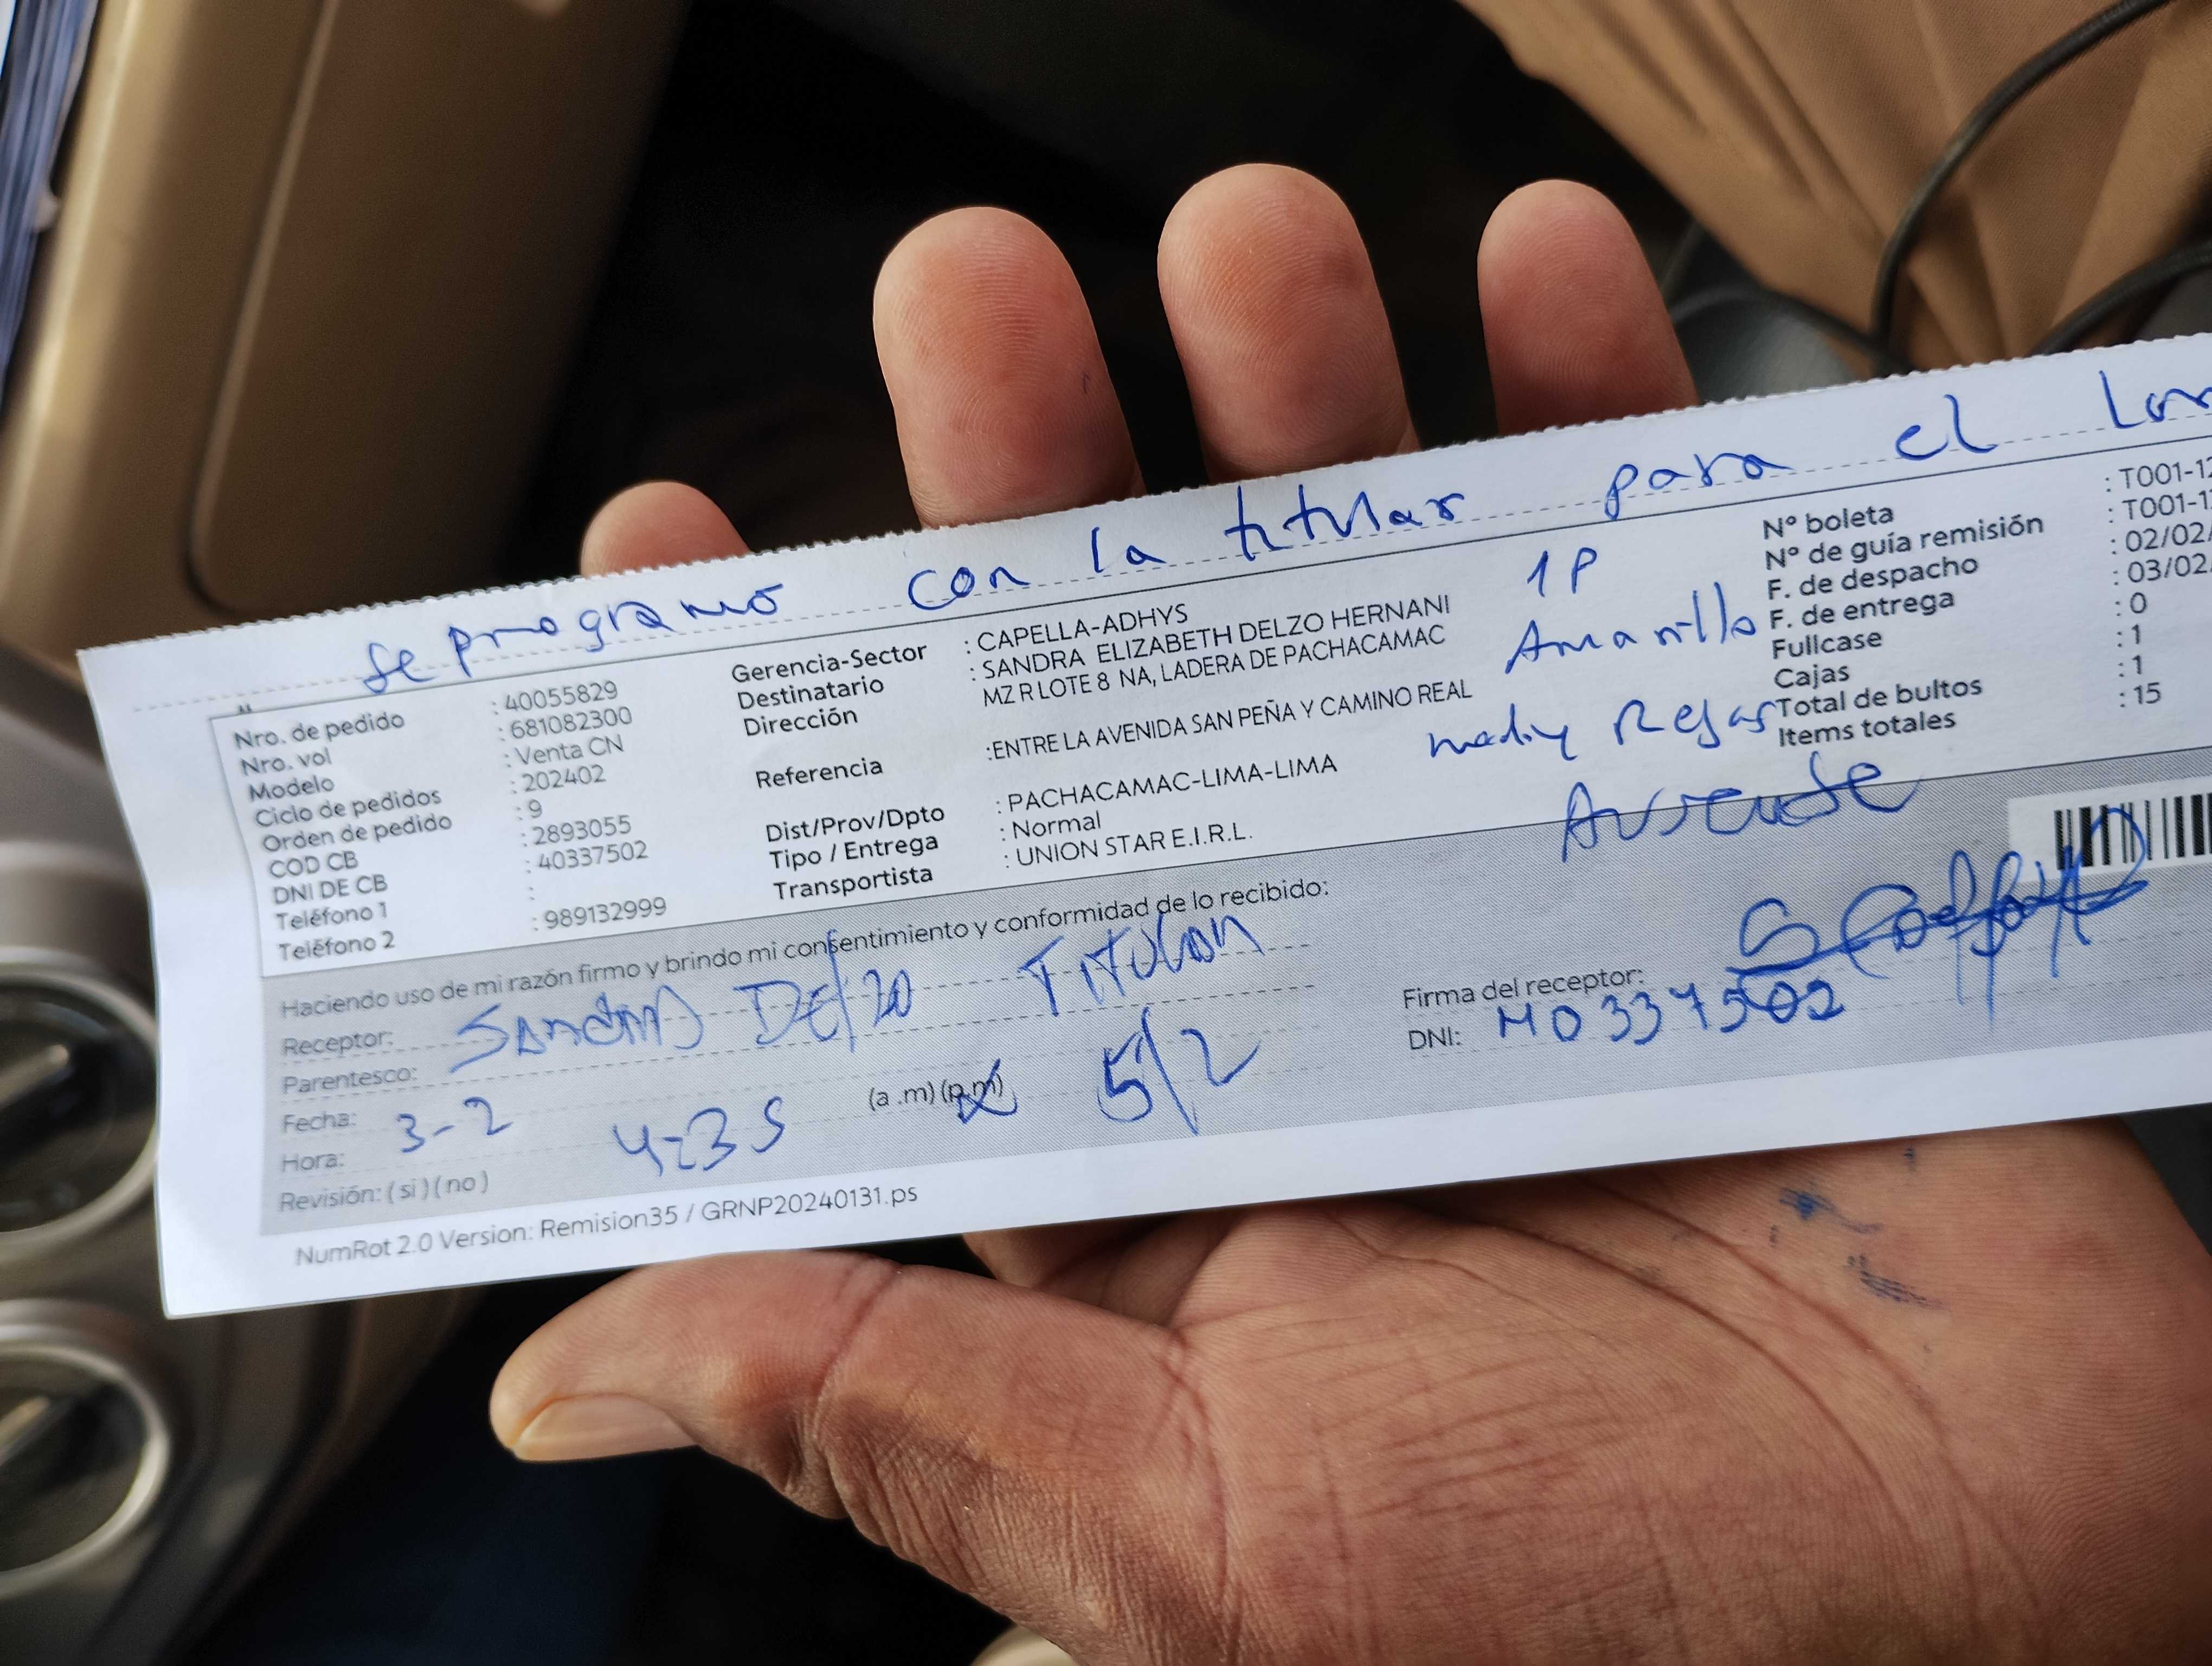 Se programo con la titular para el
Nro. de pedido : 40055829
Nro. vol : 681082300
Modelo : Venta CN
Ciclo de pedidos : 202402
Orden de pedido : 9
COD CB : 2893055
DNI DE CB : 40337502
Teléfono 1 :
Teléfono 2 : 989132999
Gerencia-Sector : CAPELLA-ADHYS
Destinatario : SANDRA ELIZABETH DELZO HERNANI
Dirección MZ R LOTE 8 NA, LADERA DE PACHACAMAC
Referencia :ENTRE LA AVENIDA SAN PEÑA Y CAMINO REAL
Dist/Prov/Dpto : PACHACAMAC-LIMA-LIMA
Tipo / Entrega : Normal
Transportista : UNION STAR E.I.R.L.
1P
Amarillo
Rejas
Ausente
N° boleta : T001-1
N° de guía remisión : T001-1
F. de despacho : 02/02/
F. de entrega : 03/02/
Fullcase : 0
Cajas : 1
Total de bultos : 1
Items totales : 15
Haciendo uso de mi razón firmo y brindo mi consentimiento y conformidad de lo recibido:
Receptor: Sandra Delzo Titular
Parentesco:
Fecha: 3-2 5/2
Hora: 4:35 (a .m) (p.m)
Revisión: ( si ) ( no )
Firma del receptor:
DNI: 40337502
NumRot 2.0 Version: Remision35 / GRNP20240131.ps